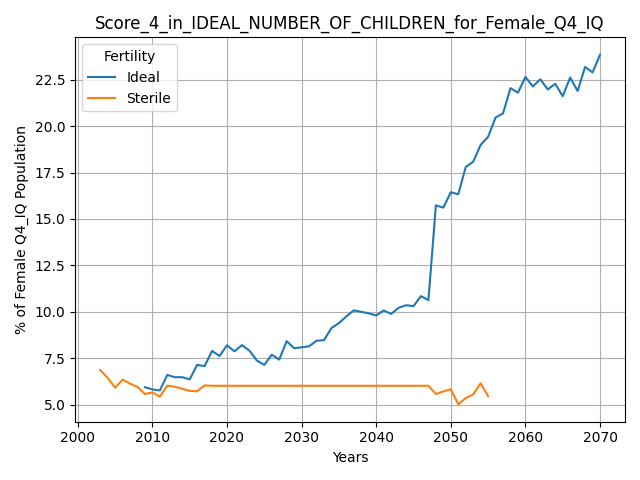 Score_4_in_IDEAL_NUMBER_OF_CHILDREN_for_Female_Q4_IQ
Fertility
Ideal
Sterile
% of Female Q4_IQ Population
22.5
20.0
17.5
15.0
12.5
10.0
7.5
5.0
2000 2010 2020 2030 2040 2050 2060 2070
Years